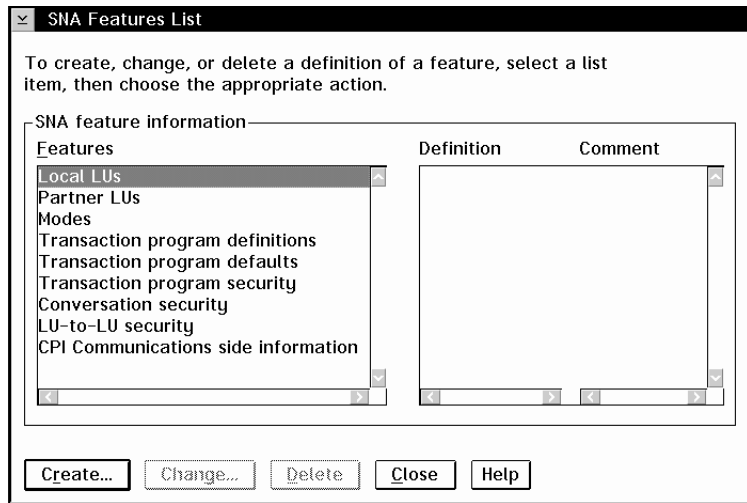 SNA Features List
To create, change, or delete a definition of a feature, select a list
item, then choose the appropriate action.
SNA feature information
Features Definition Comment
Local LUs
Partner LUs
Modes
Transaction program definitions
Transaction program defaults
Transaction program security
Conversation security
LU-to-LU security
CPI Communications side information
Create... Change... Delete Close Help